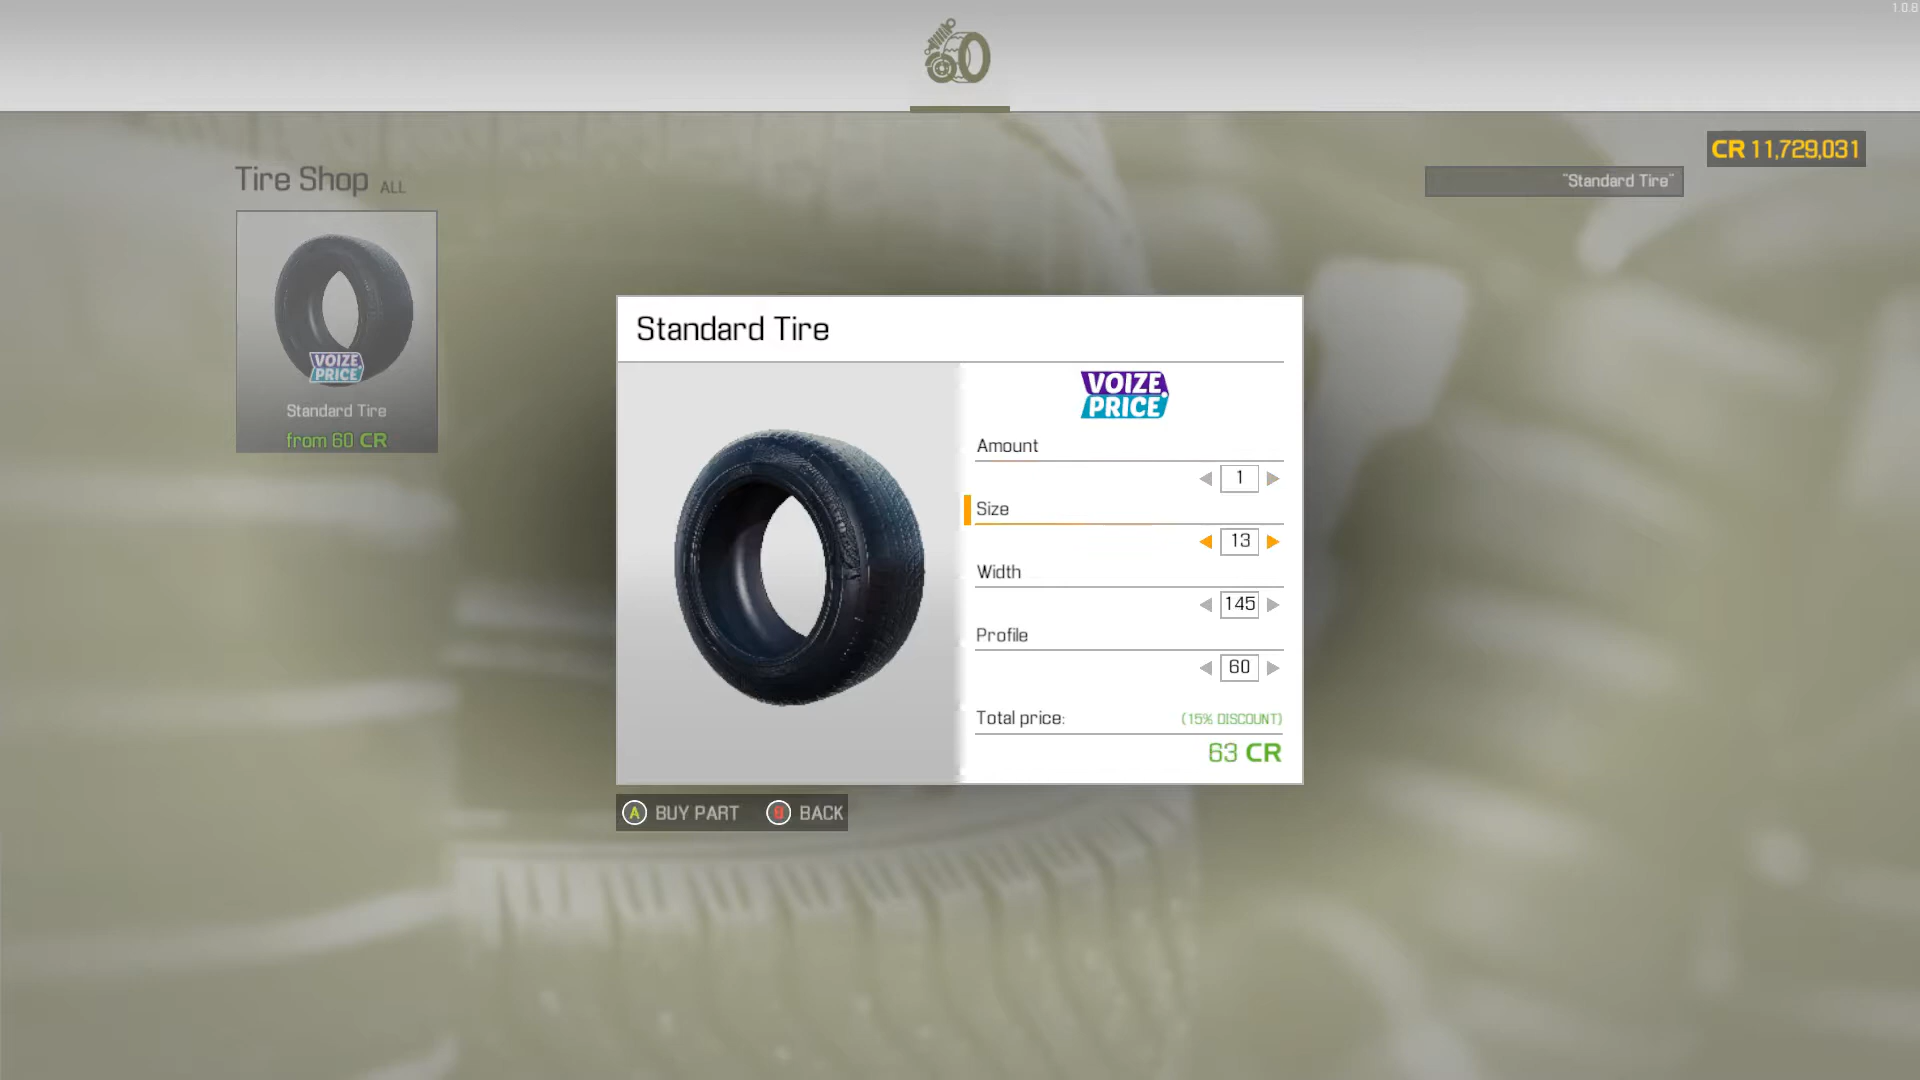 1.0.8
CR 11,729,031
Tire Shop ALL
"Standard Tire"
VOIZE
PRICE
Standard Tire
from 60 CR
Standard Tire
VOIZE
PRICE
Amount
1
Size
13
Width
145
Profile
60
Total price: (15% DISCOUNT)
63 CR
A BUY PART B BACK